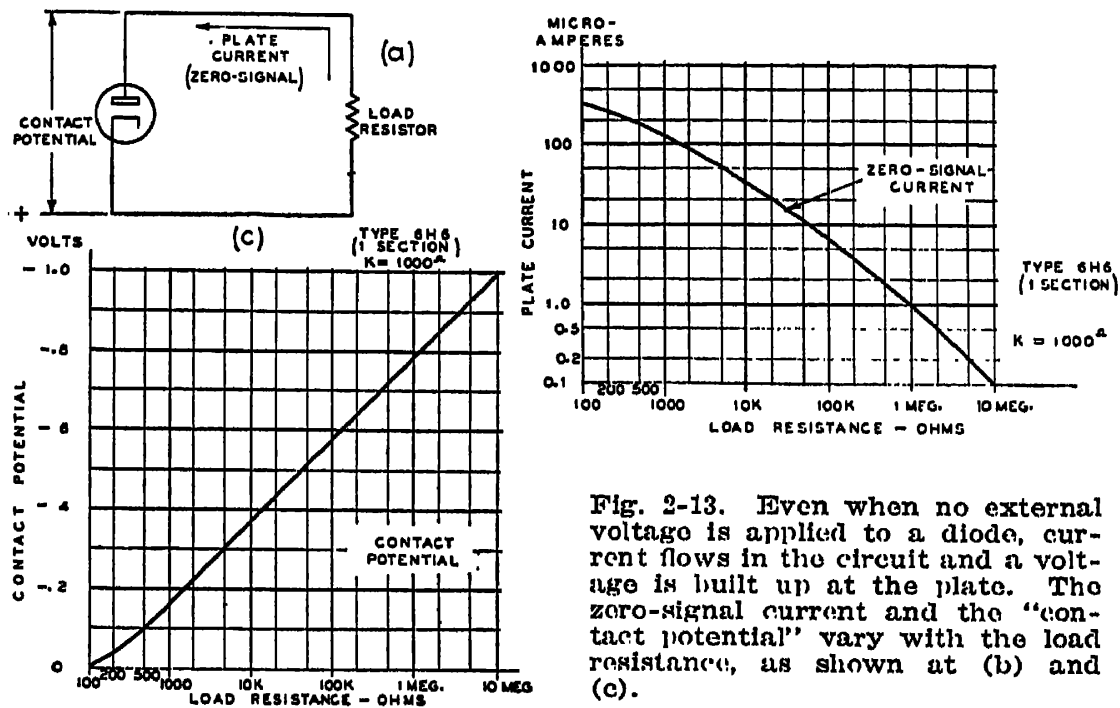 (a)
PLATE
CURRENT
(ZERO-SIGNAL)
CONTACT
POTENTIAL
LOAD
RESISTOR
+
(c)
VOLTS
TYPE 6H6
(1 SECTION)
K = 1000Ω
- 1.0
-.8
- 6
- 4
-.2
0
CONTACT POTENTIAL
CONTACT
POTENTIAL
100 200 500 1000 10K 100K 1 MEG. 10 MEG
LOAD RESISTANCE - OHMS
MICRO-
AMPERES
1000
100
10
1.0
0.5
0.2
0.1
PLATE CURRENT
ZERO-SIGNAL
CURRENT
TYPE 6H6
(1 SECTION)
K = 1000Ω
100 200 500 1000 10K 100K 1 MEG. 10 MEG.
LOAD RESISTANCE - OHMS
Fig. 2-13. Even when no external
voltage is applied to a diode, cur-
rent flows in the circuit and a volt-
age is built up at the plate. The
zero-signal current and the "con-
tact potential" vary with the load
resistance, as shown at (b) and
(c).